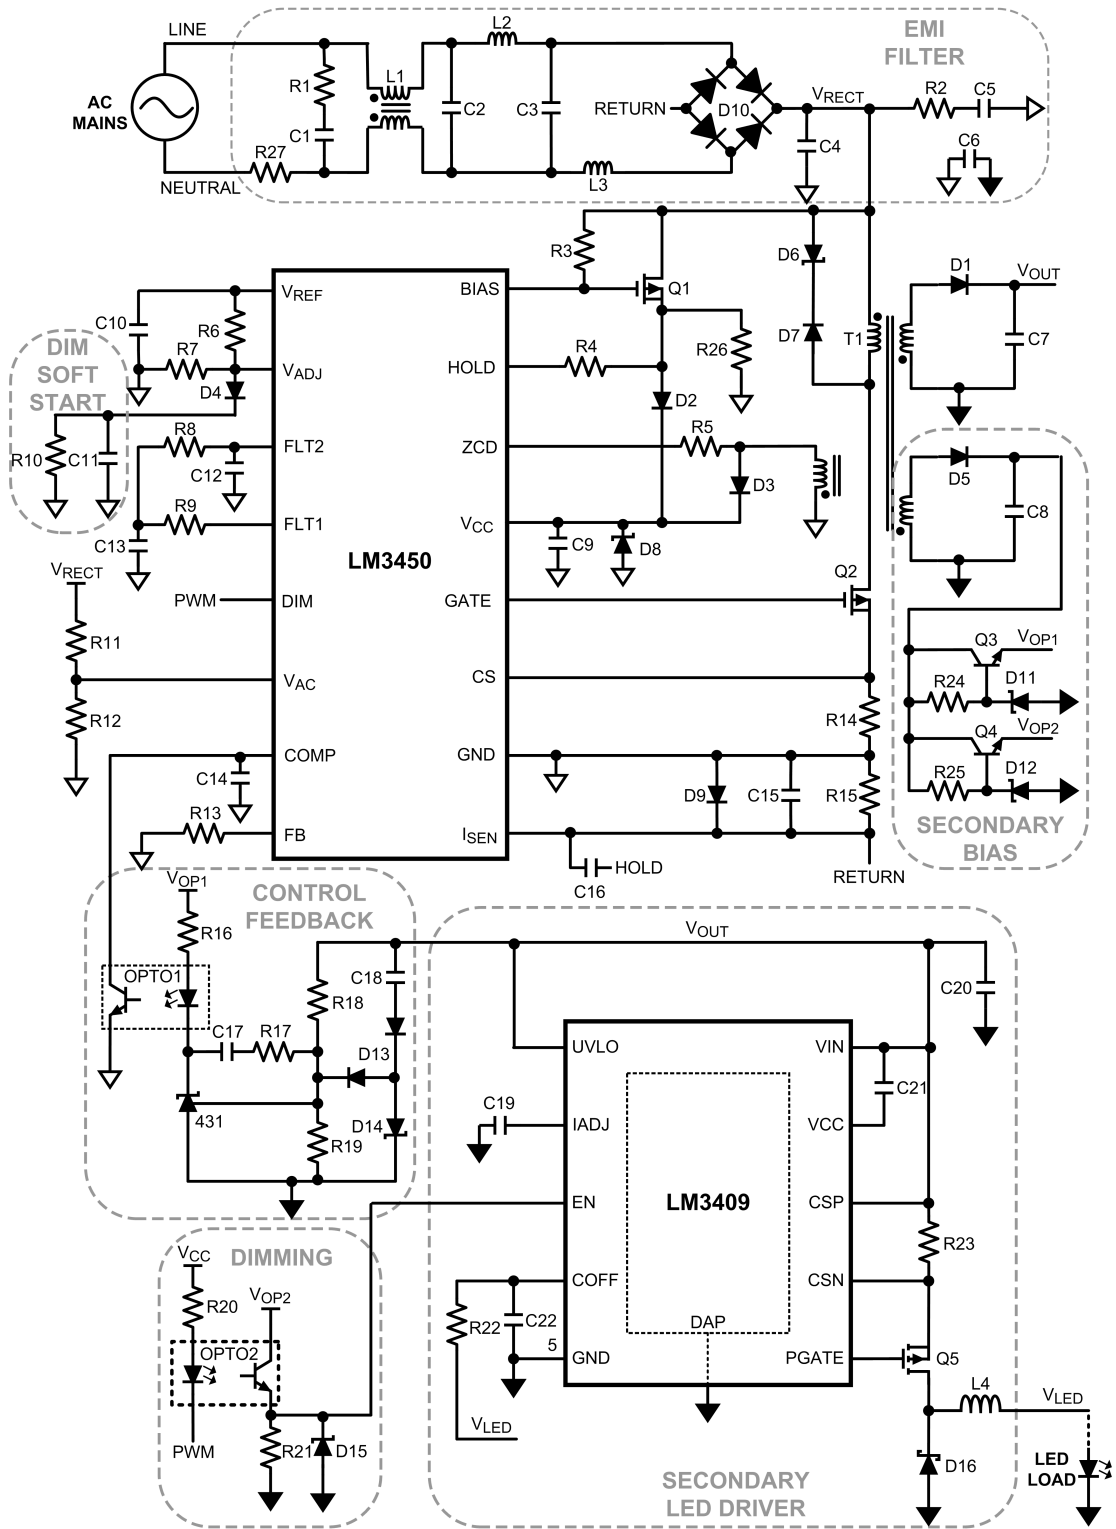 LINE
L2
EMI
FILTER
R1
L1
AC
MAINS
C2
C3
RETURN
D10
VRECT
R2
C5
C1
R27
C4
C6
NEUTRAL
L3
R3
D6
BIAS
Q1
D1
VOUT
VREF
C10
R6
R7
R4
R26
D7
T1
C7
DIM
SOFT
START
VADJ
HOLD
D4
D2
R8
R5
R10
C11
FLT2
ZCD
C12
D3
D5
R9
FLT1
VCC
C8
C13
C9
D8
LM3450
VRECT
Q2
PWM
DIM
GATE
R11
Q3
VOP1
VAC
CS
R24
D11
R12
R14
Q4
VOP2
COMP
GND
C14
R25
D12
D9
C15
R15
R13
FB
ISEN
SECONDARY
BIAS
C16
HOLD
RETURN
VOP1
CONTROL
FEEDBACK
R16
VOUT
OPTO1
C18
C20
R18
C17
R17
D13
UVLO
VIN
C21
431
D14
C19
IADJ
VCC
R19
EN
LM3409
CSP
DIMMING
VCC
R23
COFF
CSN
R20
VOP2
R22
C22
DAP
OPTO2
5
GND
PGATE
Q5
L4
VLED
VLED
PWM
R21
D15
D16
LED
LOAD
SECONDARY
LED DRIVER